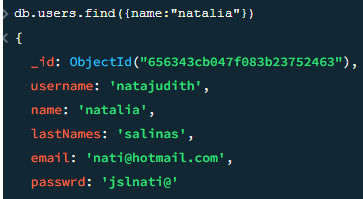 db.users.find({name:"natalia"})
{
_id: ObjectId("656343cb047f083b23752463"),
username: 'natajudith',
name: 'natalia',
lastNames: 'salinas',
email: 'nati@hotmail.com',
passwrd: 'jslnati@'